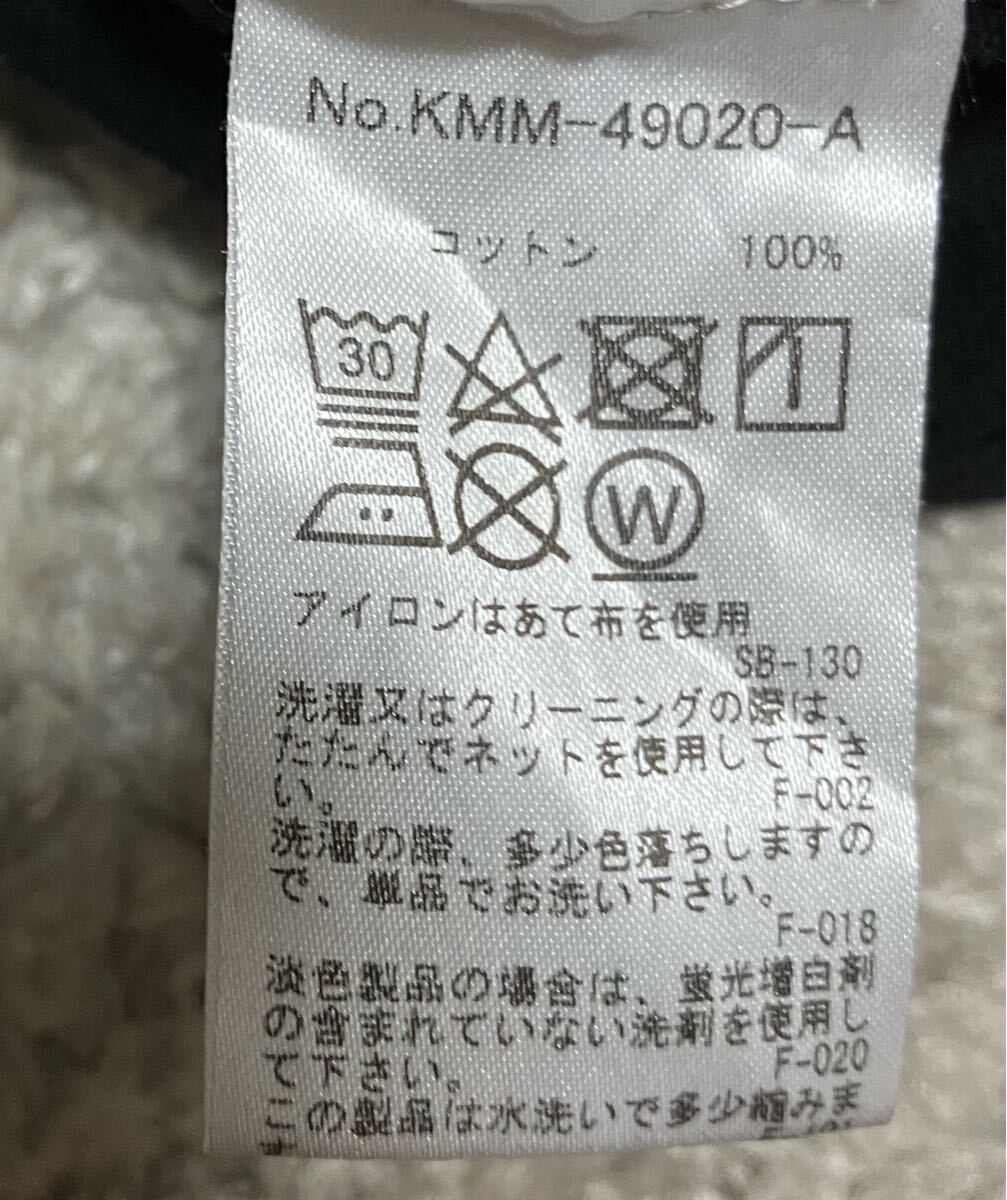 No.KMM-49020-A
コットン 100%
30
W
アイロンはあて布を使用
SB-130
洗濯又はクリーニングの際は、
たたんでネットを使用して下さ
い。 F-002
洗濯の際、多少色落ちしますの
で、単品でお洗い下さい。
F-018
淡色製品の場合は、蛍光増白剤
の含まれていない洗剤を使用し
て下さい。 F-020
この製品は水洗いで多少縮みま